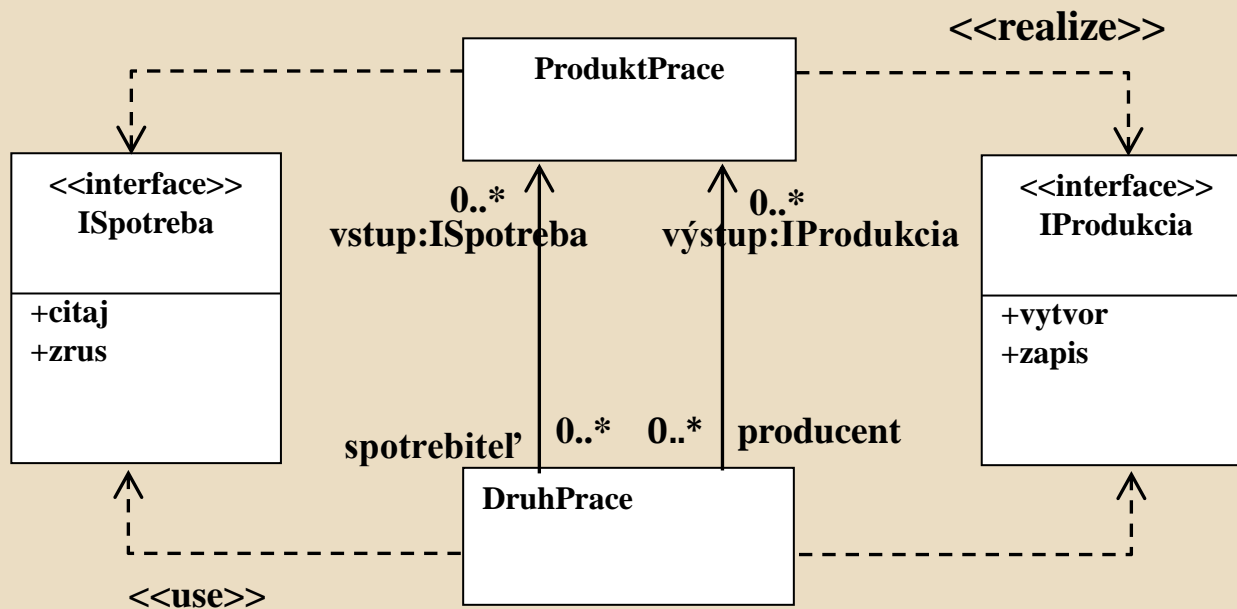 <<realize>>
ProduktPrace
<<interface>>
ISpotreba
+citaj
+zrus
<<interface>>
IProdukcia
+vytvor
+zapis
0..*
vstup:ISpotreba
0..*
výstup:IProdukcia
spotrebiteľ
0..*
0..*
producent
DruhPrace
<<use>>